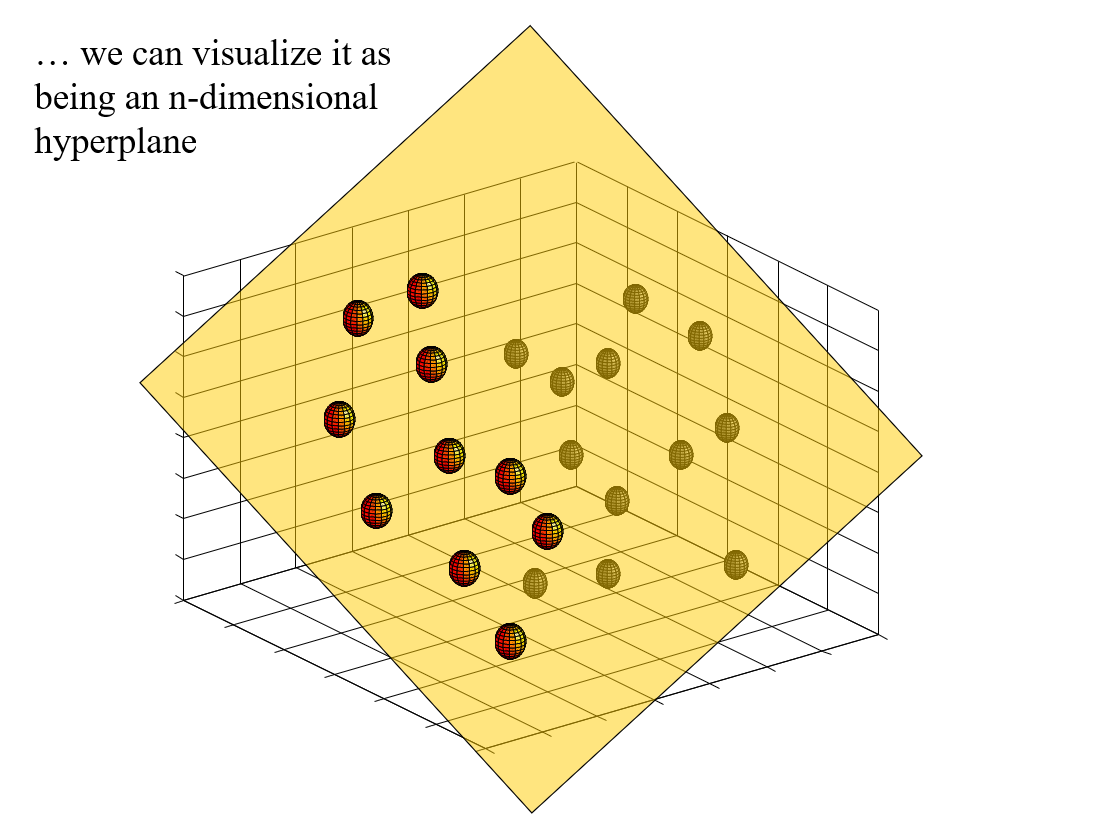 … we can visualize it as
being an n-dimensional
hyperplane